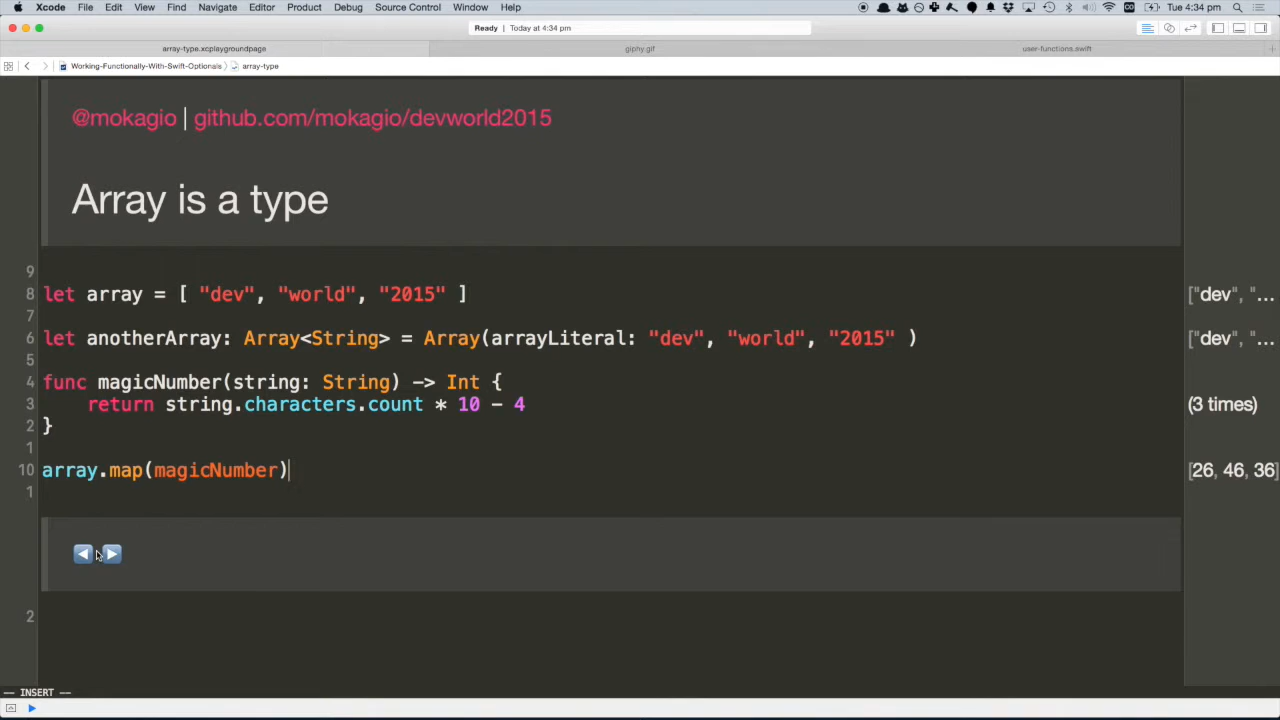 Xcode File Edit View Find Navigate Editor Product Debug Source Control Window Help Tue 4:34 pm
Ready | Today at 4:34 pm
array-type.xcplaygroundpage giphy.gif user-functions.swift
Working-Functionally-With-Swift-Optionals array-type
@mokagio | github.com/mokagio/devworld2015
Array is a type
9
8 let array = [ "dev", "world", "2015" ] ["dev", "...
7
6 let anotherArray: Array<String> = Array(arrayLiteral: "dev", "world", "2015" ) ["dev", "...
5
4 func magicNumber(string: String) -> Int {
3 return string.characters.count * 10 - 4 (3 times)
2 }
1
10 array.map(magicNumber) [26, 46, 36]
1
2
-- INSERT --